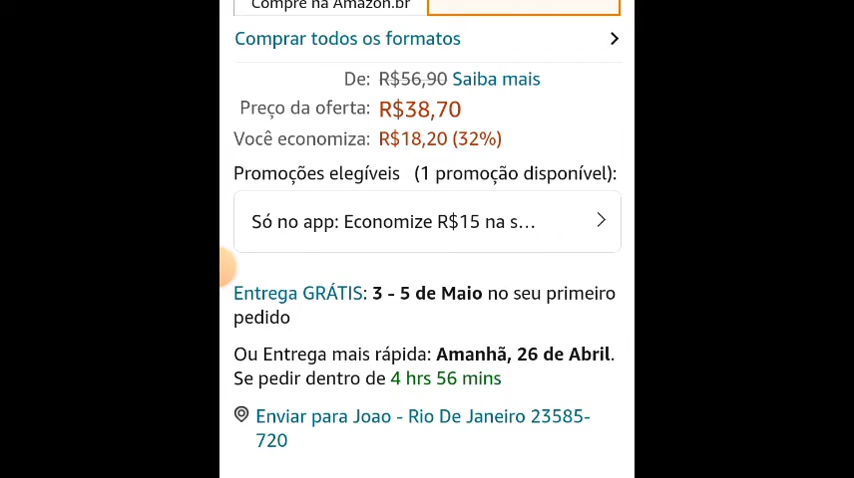 Compre na Amazon.br
Comprar todos os formatos
De: R$56,90 Saiba mais
Preço da oferta: R$38,70
Você economiza: R$18,20 (32%)
Promoções elegíveis (1 promoção disponível):
Só no app: Economize R$15 na s...
Entrega GRÁTIS: 3 - 5 de Maio no seu primeiro
pedido
Ou Entrega mais rápida: Amanhã, 26 de Abril.
Se pedir dentro de 4 hrs 56 mins
Enviar para Joao - Rio De Janeiro 23585-
720